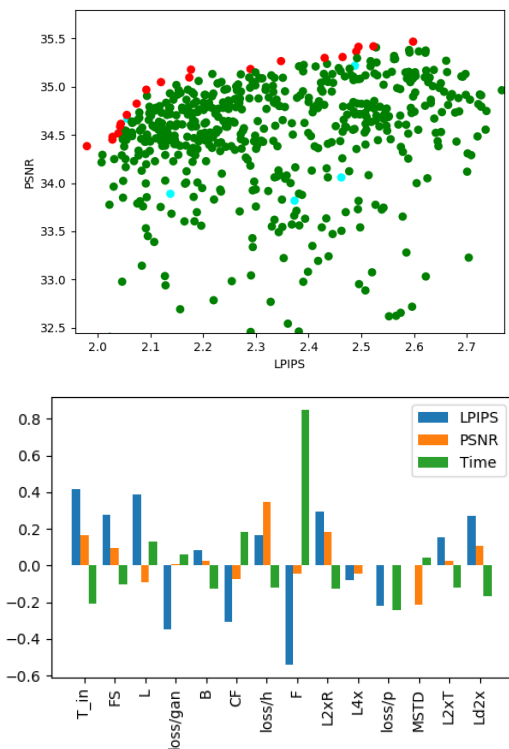 35.5
35.0
34.5
34.0
33.5
33.0
32.5
PSNR
2.0 2.1 2.2 2.3 2.4 2.5 2.6 2.7
LPIPS
0.8
0.6
0.4
0.2
0.0
−0.2
−0.4
−0.6
LPIPS
PSNR
Time
T_in
FS
L
loss/gan
B
CF
loss/h
F
L2xR
L4x
loss/p
MSTD
L2xT
Ld2x